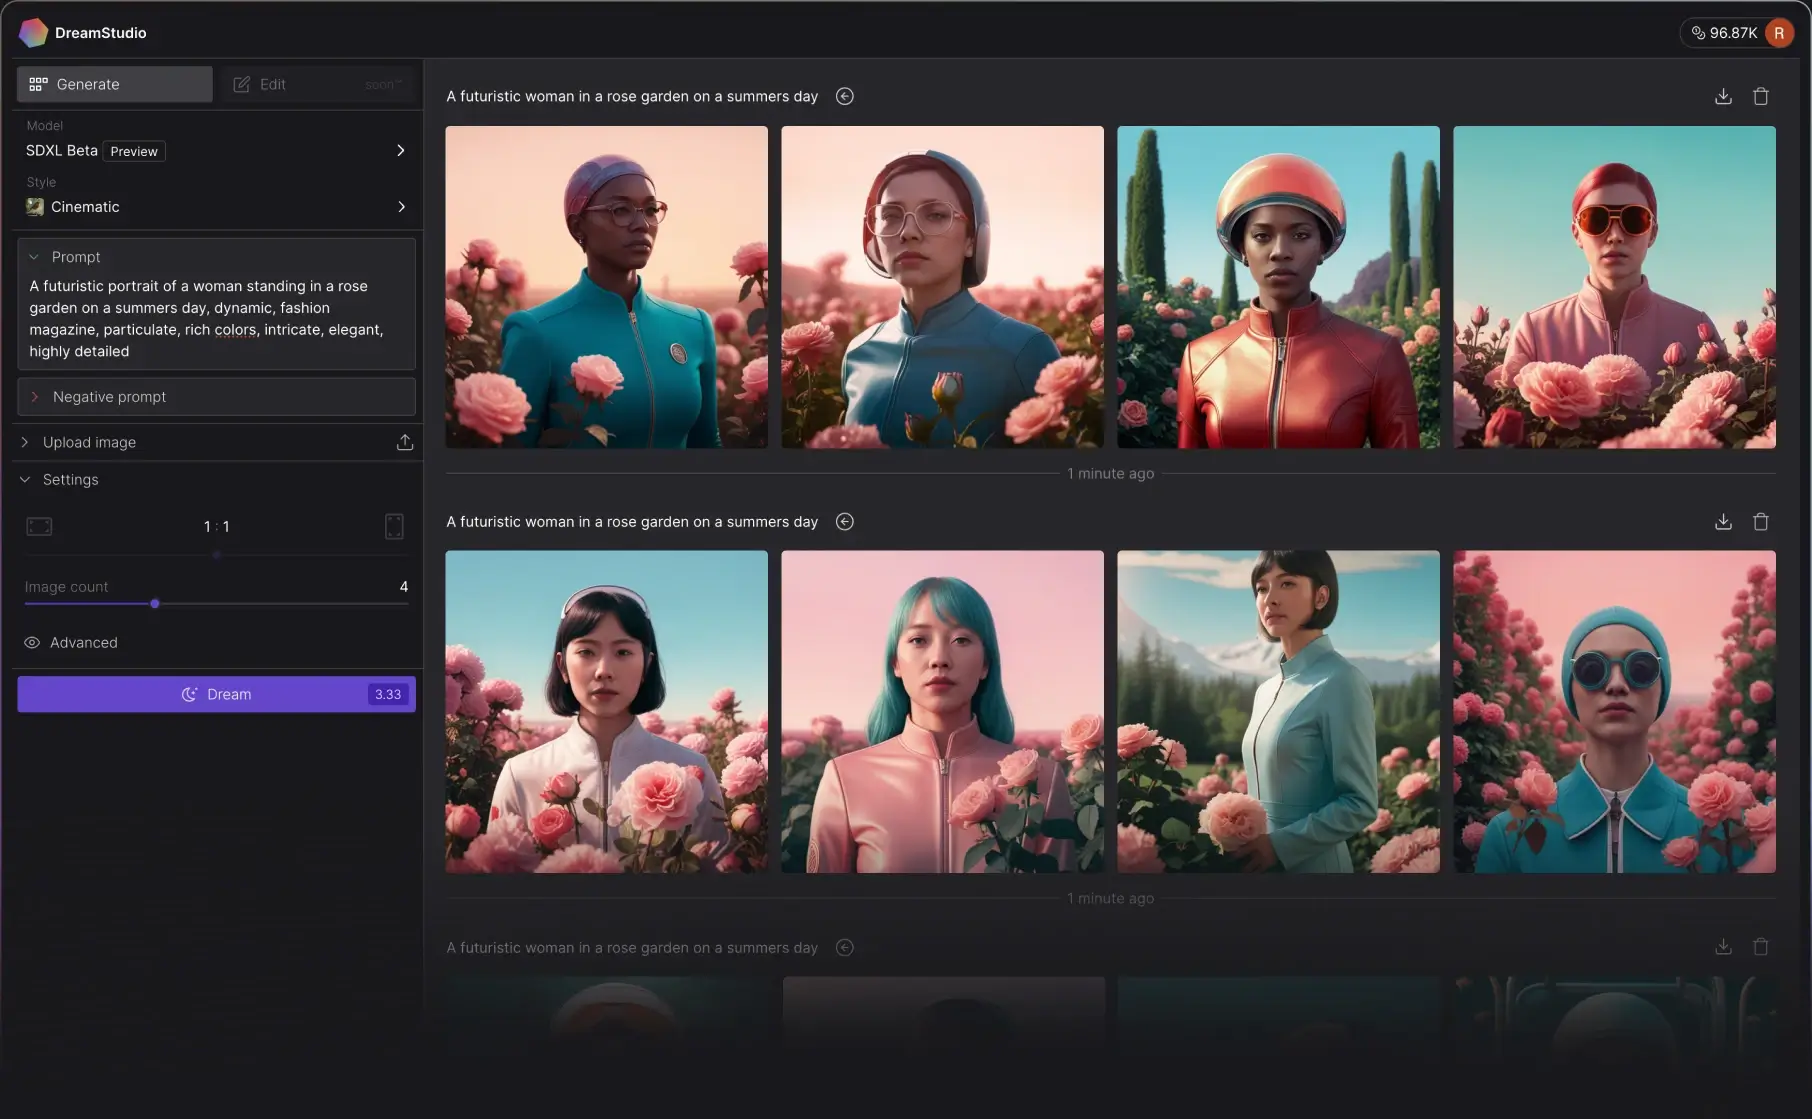 DreamStudio
96.87K
R
Generate
Edit
soon™
Model
SDXL Beta
Preview
Style
Cinematic
Prompt
A futuristic portrait of a woman standing in a rose
garden on a summers day, dynamic, fashion
magazine, particulate, rich colors, intricate, elegant,
highly detailed
Negative prompt
Upload image
Settings
1 : 1
Image count
4
Advanced
Dream
3.33
A futuristic woman in a rose garden on a summers day
1 minute ago
A futuristic woman in a rose garden on a summers day
1 minute ago
A futuristic woman in a rose garden on a summers day